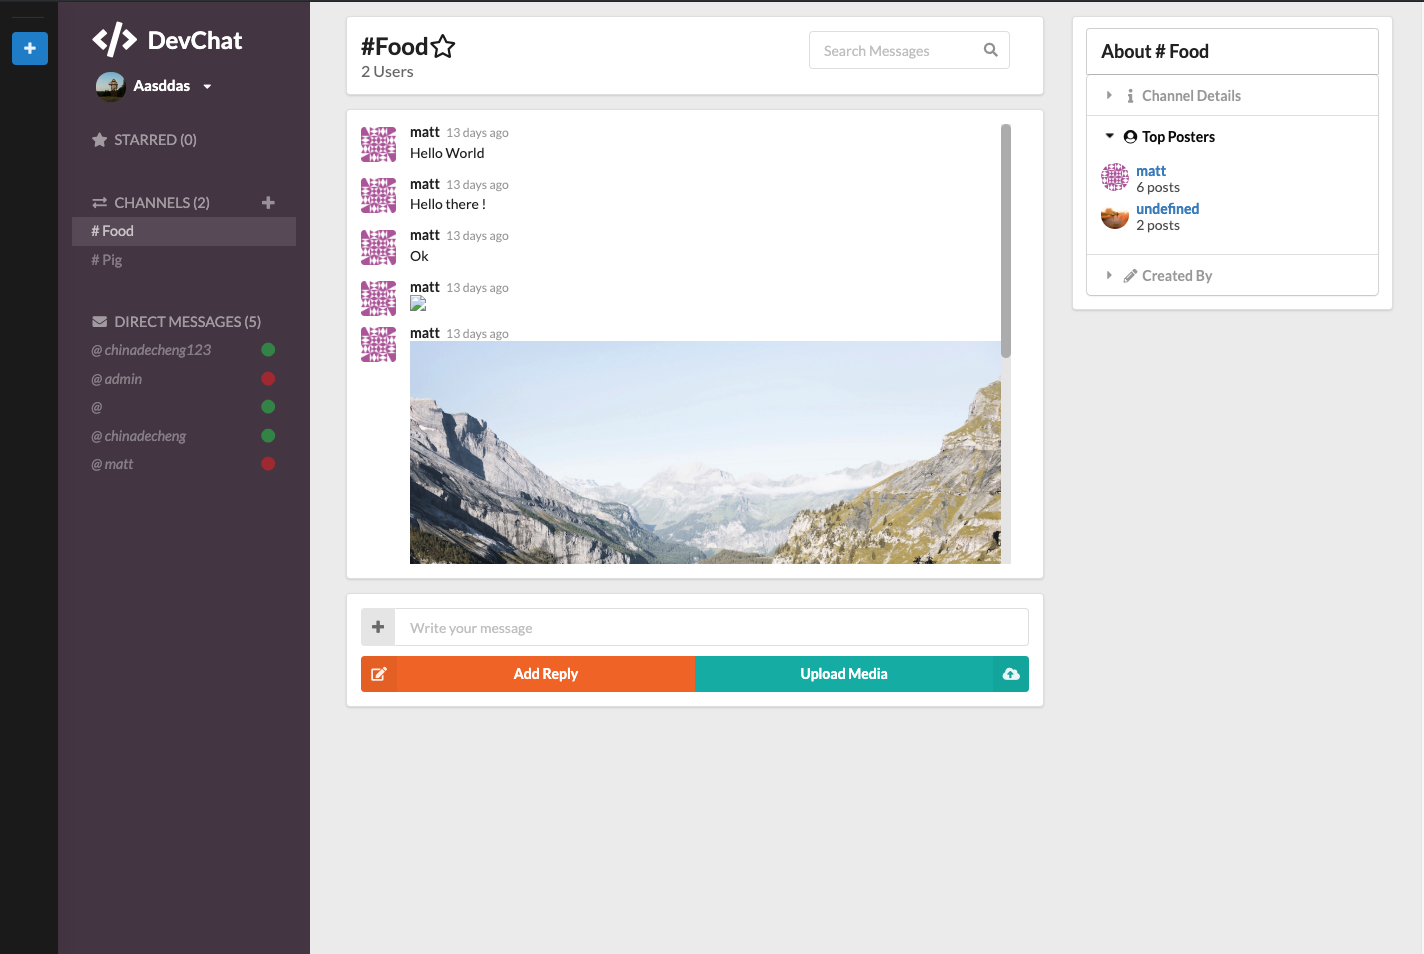 DevChat
Aasddas
STARRED (0)
CHANNELS (2)
# Food
# Pig
DIRECT MESSAGES (5)
@ chinadecheng123
@ admin
@
@ chinadecheng
@ matt
#Food
2 Users
Search Messages
matt 13 days ago
Hello World
matt 13 days ago
Hello there !
matt 13 days ago
Ok
matt 13 days ago
matt 13 days ago
Write your message
Add Reply
Upload Media
About # Food
Channel Details
Top Posters
matt
6 posts
undefined
2 posts
Created By